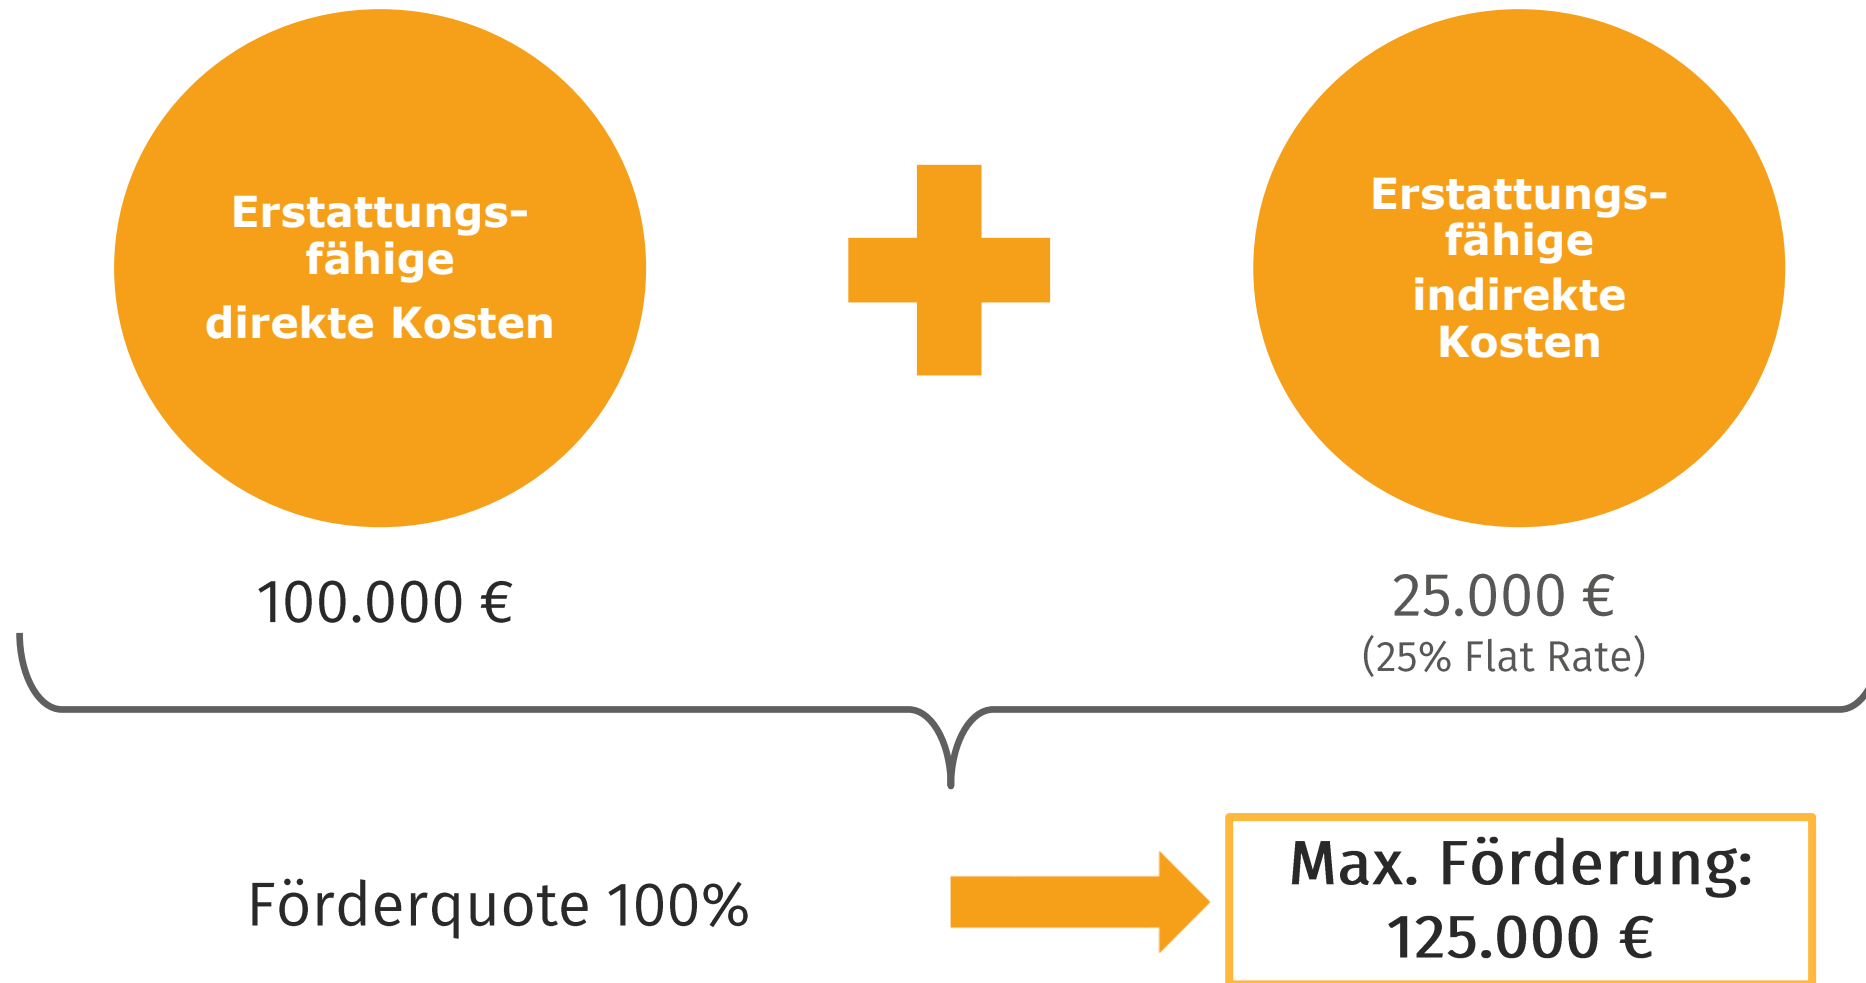 Erstattungs-
fähige
direkte Kosten
Erstattungs-
fähige
indirekte
Kosten
100.000 €
25.000 €
(25% Flat Rate)
Förderquote 100%
Max. Förderung:
125.000 €